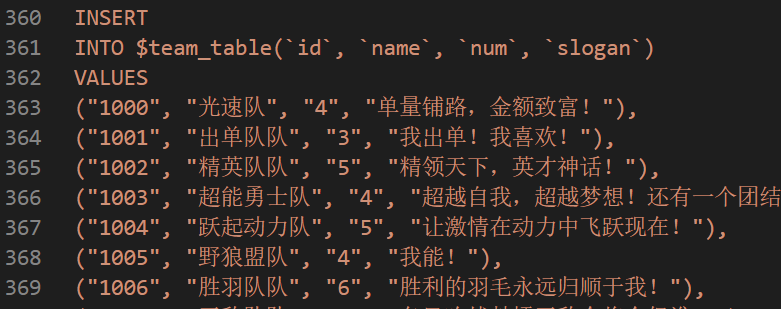 360 INSERT
361 INTO $team_table(`id`, `name`, `num`, `slogan`)
362 VALUES
363 ("1000", "光速队", "4", "单量铺路，金额致富！"),
364 ("1001", "出单队队", "3", "我出单！我喜欢！"),
365 ("1002", "精英队队", "5", "精领天下，英才神话！"),
366 ("1003", "超能勇士队", "4", "超越自我，超越梦想！还有一个团结
367 ("1004", "跃起动力队", "5", "让激情在动力中飞跃现在！"),
368 ("1005", "野狼盟队", "4", "我能！"),
369 ("1006", "胜羽队队", "6", "胜利的羽毛永远归顺于我！"),